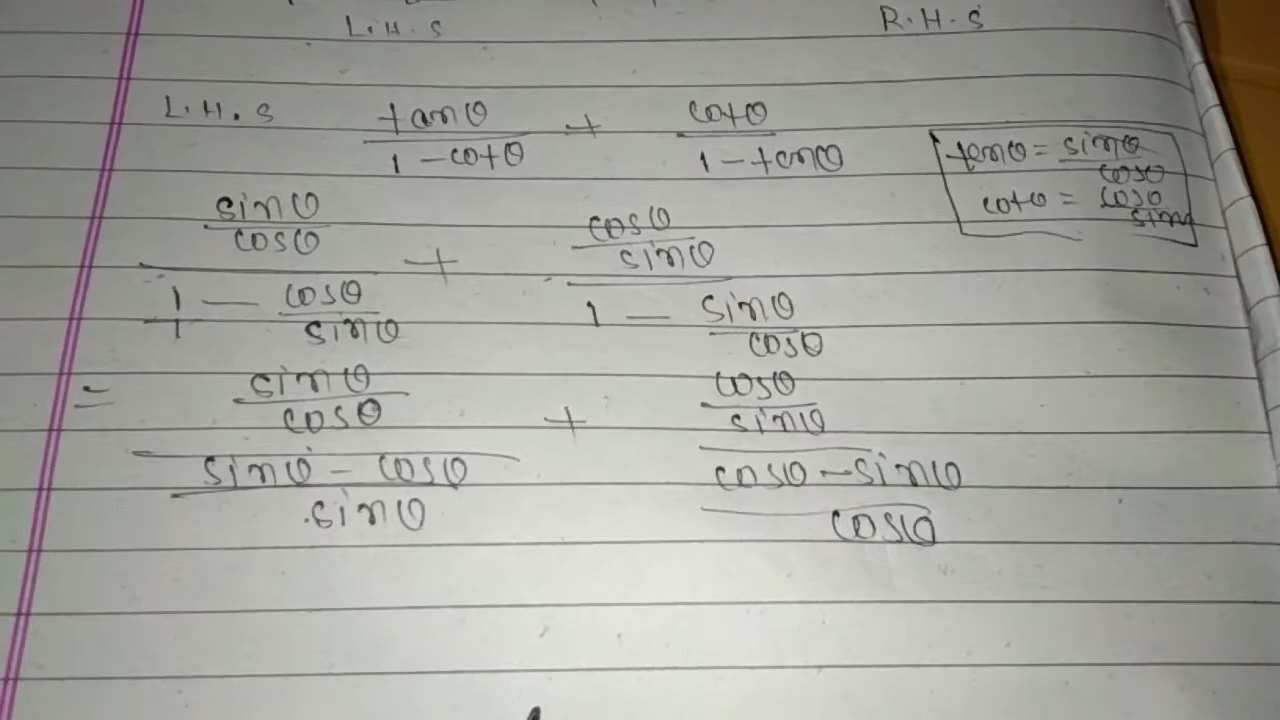 L.H.S R.H.S
L.H.S tanθ/1-cotθ + cotθ/1-tanθ
tanθ = sinθ/cosθ
cotθ = cosθ/sinθ
sinθ/cosθ / 1 - cosθ/sinθ + cosθ/sinθ / 1 - sinθ/cosθ
= sinθ/cosθ / sinθ - cosθ/sinθ + cosθ/sinθ / cosθ - sinθ/cosθ